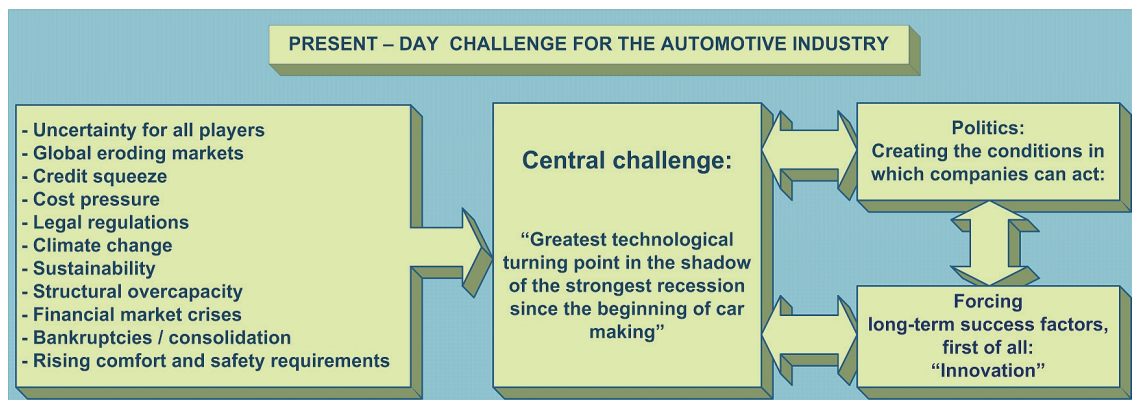 PRESENT – DAY  CHALLENGE FOR THE AUTOMOTIVE INDUSTRY
- Uncertainty for all players
- Global eroding markets
- Credit squeeze
- Cost pressure
- Legal regulations
- Climate change
- Sustainability
- Structural overcapacity
- Financial market crises
- Bankruptcies / consolidation
- Rising comfort and safety requirements
Central challenge:
“Greatest technological
turning point in the shadow
of the strongest recession
since the beginning of car
making”
Politics:
Creating the conditions in
which companies can act:
Forcing
long-term success factors,
first of all:
“Innovation”